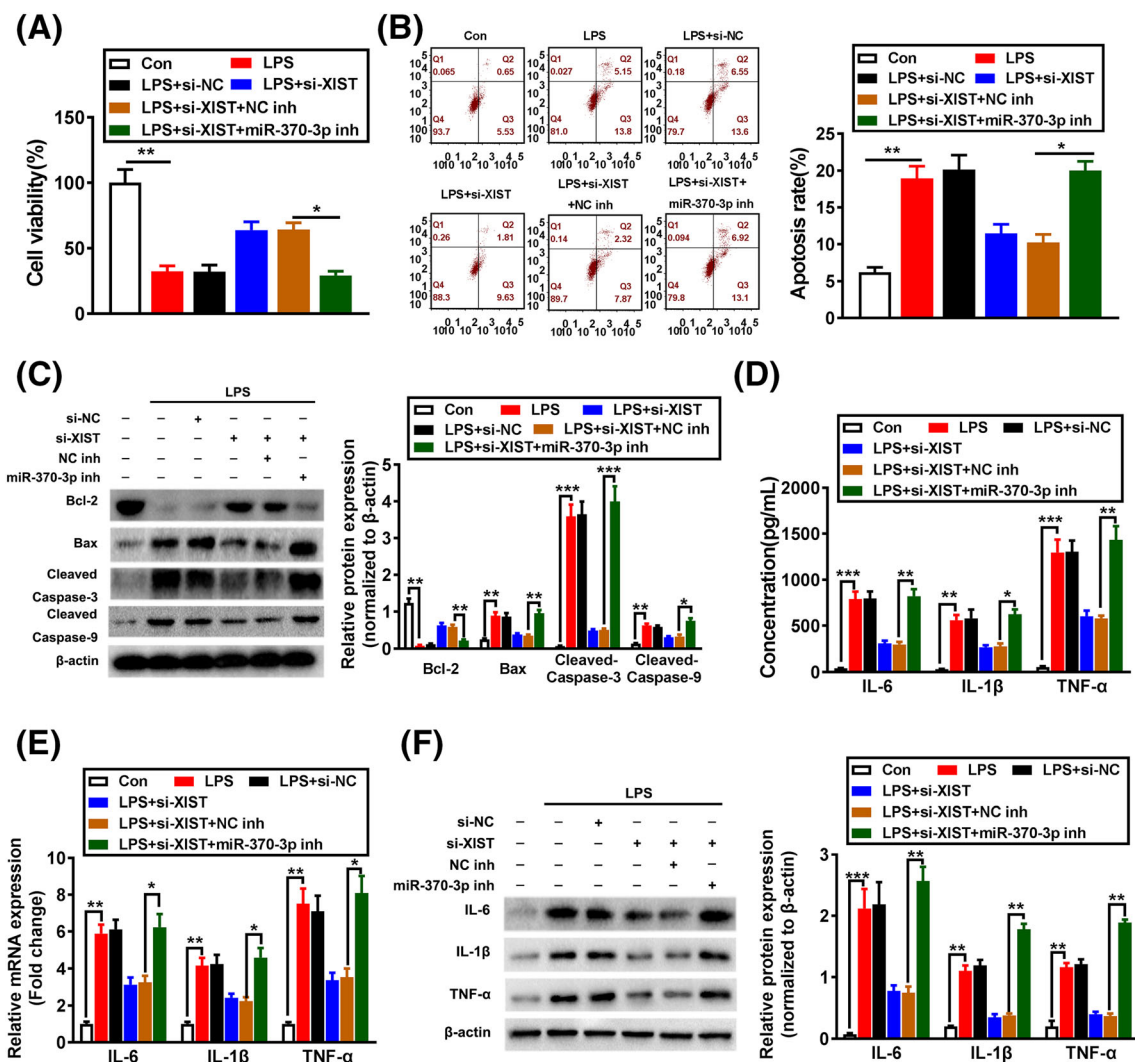 (A)
Con
LPS
LPS+si-NC
LPS+si-XIST
LPS+si-XIST+NC inh
LPS+si-XIST+miR-370-3p inh
Cell viability(%)
150
100
50
0
**
*
(B)
Con
LPS
LPS+si-NC
Q1
0.065
Q2
0.65
Q4
93.7
Q3
5.53
Q1
0.027
Q2
5.15
Q4
81.0
Q3
13.8
Q1
0.18
Q2
6.55
Q4
79.7
Q3
13.6
LPS+si-XIST
LPS+si-XIST
+NC inh
LPS+si-XIST+
miR-370-3p inh
Q1
0.26
Q2
1.81
Q4
88.3
Q3
9.63
Q1
0.14
Q2
2.32
Q4
89.7
Q3
7.87
Q1
0.094
Q2
6.92
Q4
79.8
Q3
13.1
Con
LPS
LPS+si-NC
LPS+si-XIST
LPS+si-XIST+NC inh
LPS+si-XIST+miR-370-3p inh
Apotosis rate(%)
25
20
15
10
5
0
**
*
(C)
LPS
si-NC – – + – – –
si-XIST – – – + + +
NC inh – – – – + –
miR-370-3p inh – – – – – +
Bcl-2
Bax
Cleaved
Caspase-3
Cleaved
Caspase-9
β-actin
Con LPS LPS+si-XIST
LPS+si-NC LPS+si-XIST+NC inh
LPS+si-XIST+miR-370-3p inh
Relative protein expression
(normalized to β-actin)
5
4
3
2
1
0
** ** ** ** *** *** ** *
Bcl-2 Bax Cleaved-
Caspase-3 Cleaved-
Caspase-9
(D)
Con LPS LPS+si-NC
LPS+si-XIST
LPS+si-XIST+NC inh
LPS+si-XIST+miR-370-3p inh
Concentration(pg/mL)
2000
1500
1000
500
0
*** ** ** * *** **
IL-6 IL-1β TNF-α
(E)
Con LPS LPS+si-NC
LPS+si-XIST
LPS+si-XIST+NC inh
LPS+si-XIST+miR-370-3p inh
Relative mRNA expression
(Fold change)
10
8
6
4
2
0
** * ** * ** *
IL-6 IL-1β TNF-α
(F)
LPS
si-NC – – + – – –
si-XIST – – – + + +
NC inh – – – – + –
miR-370-3p inh – – – – – +
IL-6
IL-1β
TNF-α
β-actin
Con LPS LPS+si-NC
LPS+si-XIST
LPS+si-XIST+NC inh
LPS+si-XIST+miR-370-3p inh
Relative protein expression
(normalized to β-actin)
3
2
1
0
*** ** ** ** ** **
IL-6 IL-1β TNF-α